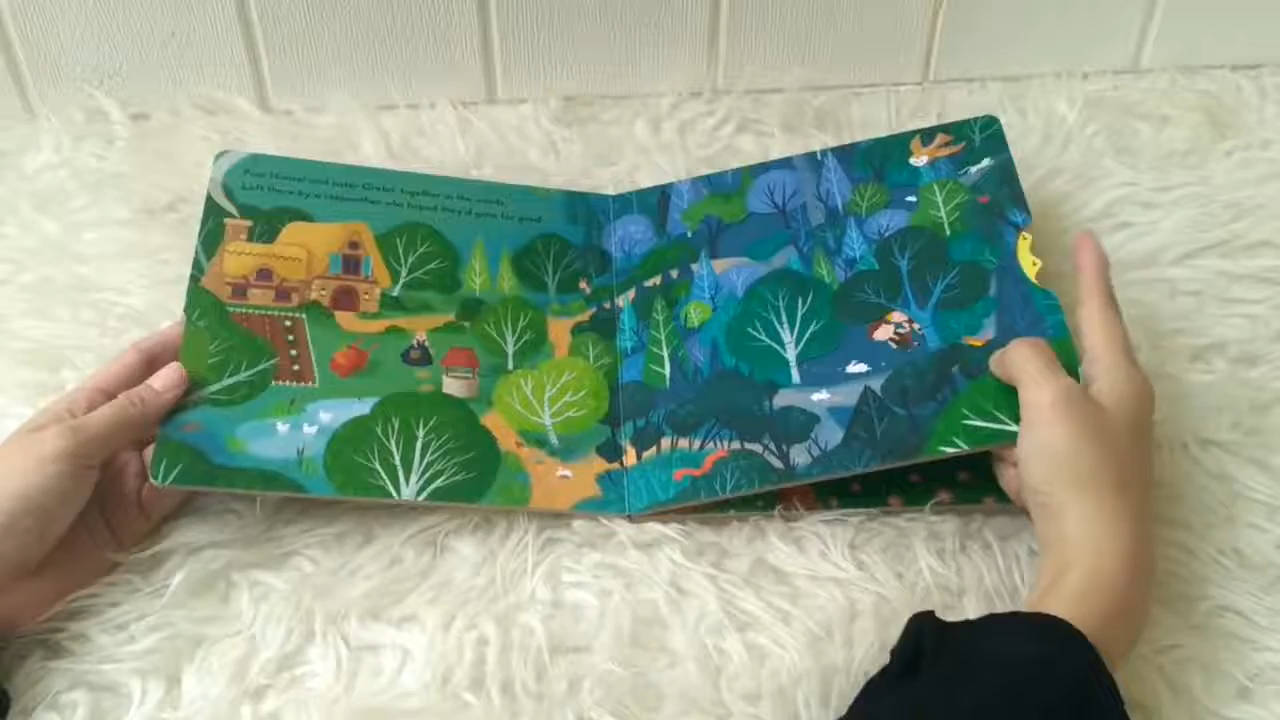 Poor Hansel and sister Gretel, together in the woods,
Left there by a stepmother who hoped they'd gone for good.